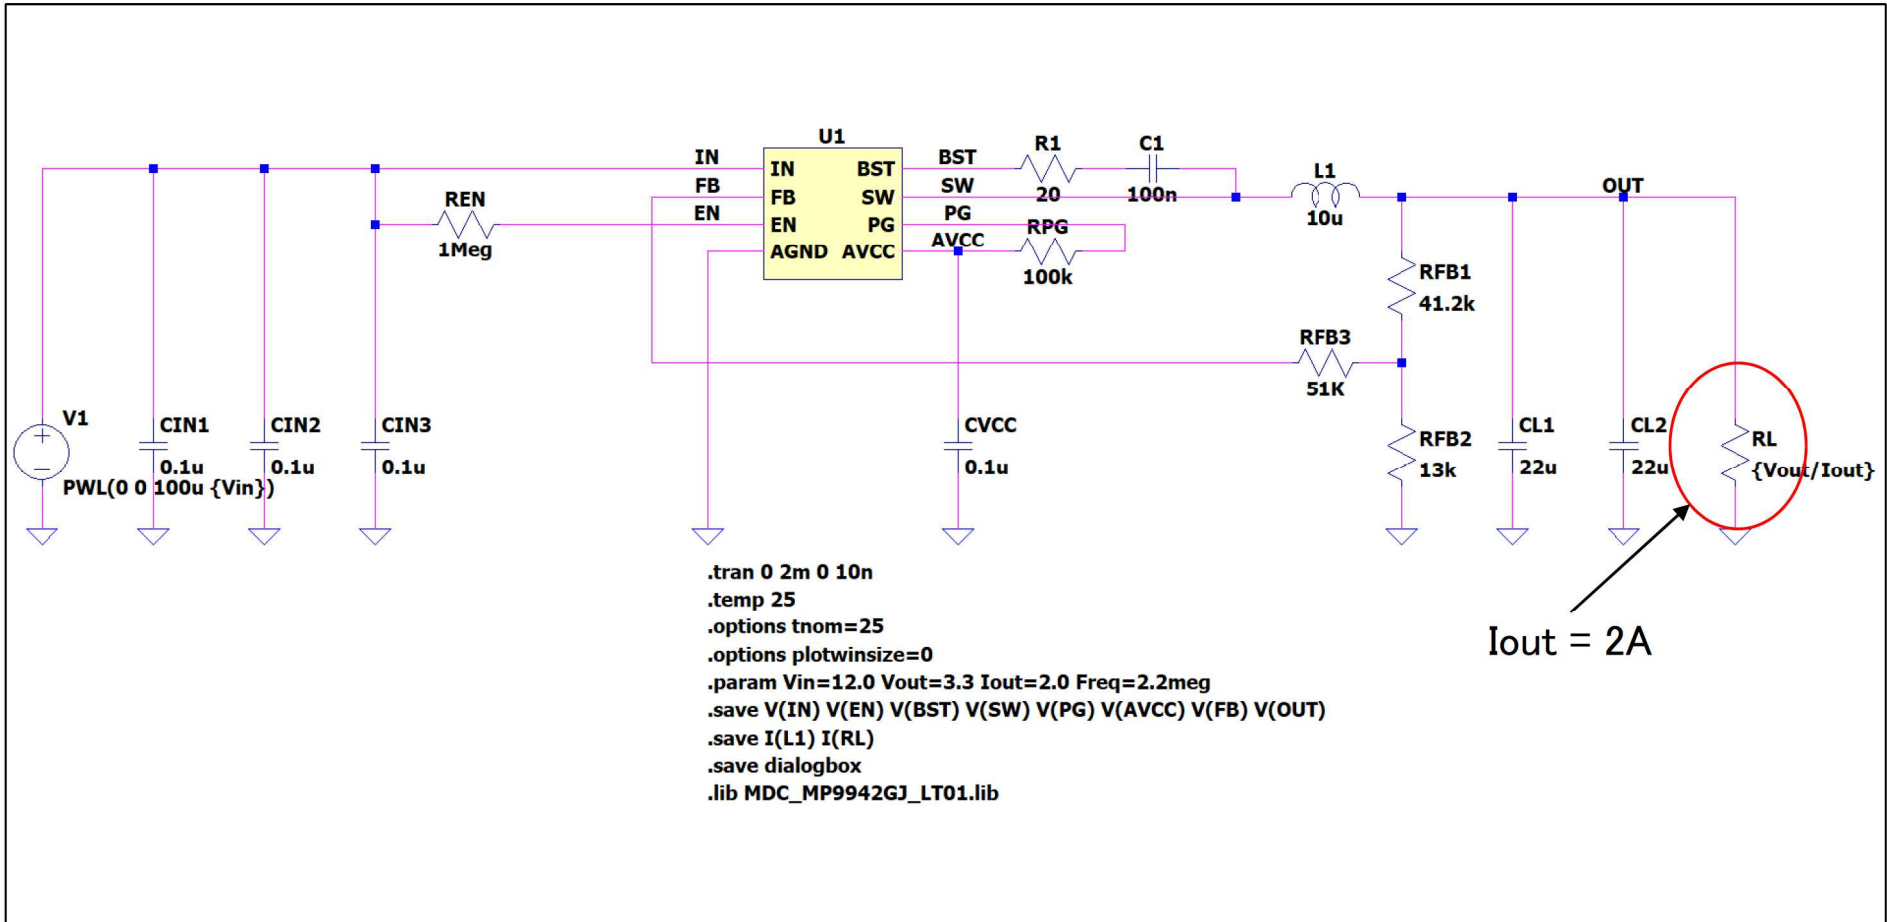 U1
IN
FB
EN
IN
FB
EN
AGND
BST
SW
PG
AVCC
BST
SW
PG
AVCC
R1
20
C1
100n
RPG
100k
L1
10u
OUT
REN
1Meg
RFB1
41.2k
RFB3
51K
RFB2
13k
V1
PWL(0 0 100u {Vin})
CIN1
0.1u
CIN2
0.1u
CIN3
0.1u
CVCC
0.1u
CL1
22u
CL2
22u
RL
{Vout/Iout}
.tran 0 2m 0 10n
.temp 25
.options tnom=25
.options plotwinsize=0
.param Vin=12.0 Vout=3.3 Iout=2.0 Freq=2.2meg
.save V(IN) V(EN) V(BST) V(SW) V(PG) V(AVCC) V(FB) V(OUT)
.save I(L1) I(RL)
.save dialogbox
.lib MDC_MP9942GJ_LT01.lib
Iout = 2A